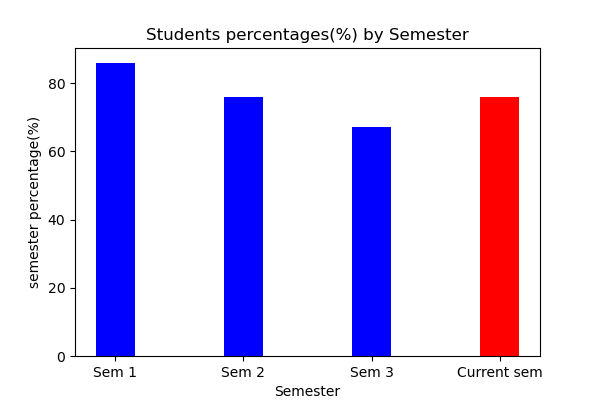 Students percentages(%) by Semester
semester percentage(%)
80
60
40
20
0
Sem 1 Sem 2 Sem 3 Current sem
Semester